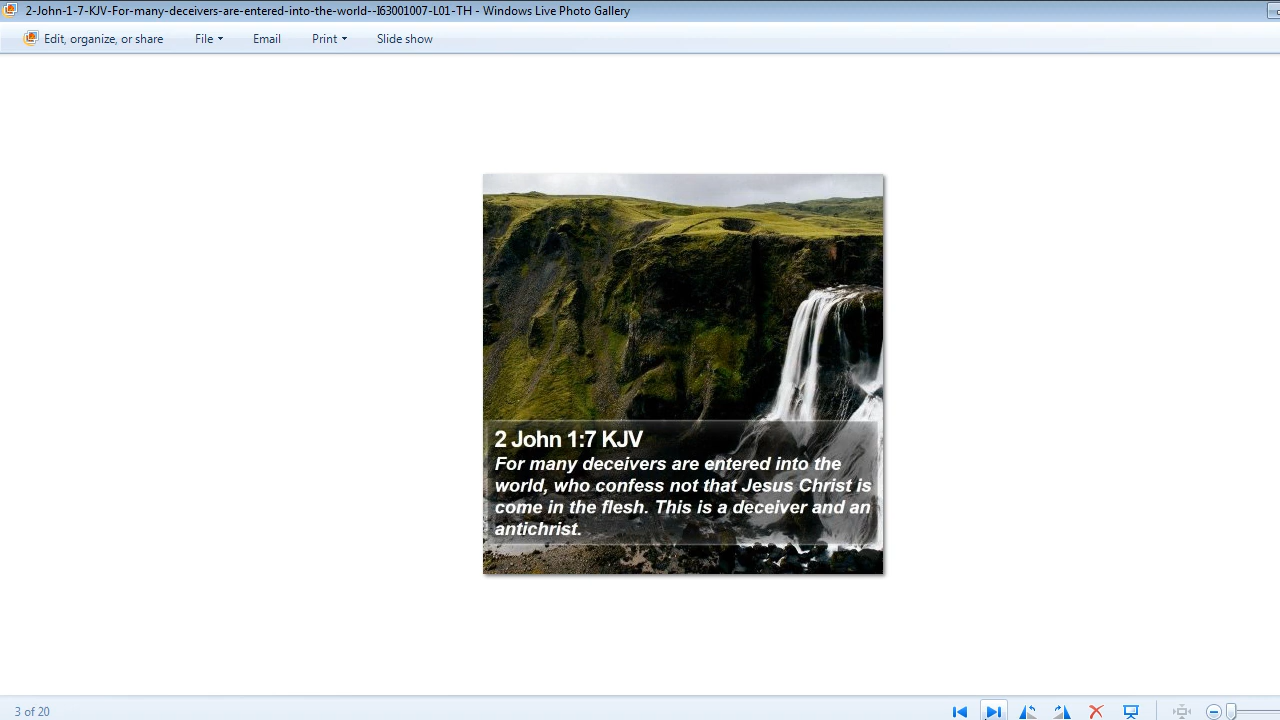 2-John-1-7-KJV-For-many-deceivers-are-entered-into-the-world--I63001007-L01-TH - Windows Live Photo Gallery
Edit, organize, or share File Email Print Slide show
2 John 1:7 KJV
For many deceivers are entered into the
world, who confess not that Jesus Christ is
come in the flesh. This is a deceiver and an
antichrist.
3 of 20